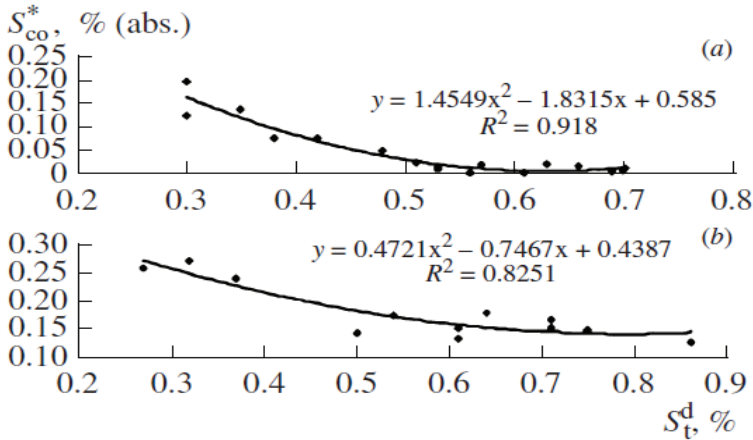 S*co, % (abs.)
(a)
0.25
0.20
0.15
0.10
0.05
0
y = 1.4549x² – 1.8315x + 0.585
R² = 0.918
0.2 0.3 0.4 0.5 0.6 0.7 0.8
(b)
0.30
0.25
0.20
0.15
0.10
y = 0.4721x² – 0.7467x + 0.4387
R² = 0.8251
0.2 0.3 0.4 0.5 0.6 0.7 0.8 0.9
Sᵈt, %